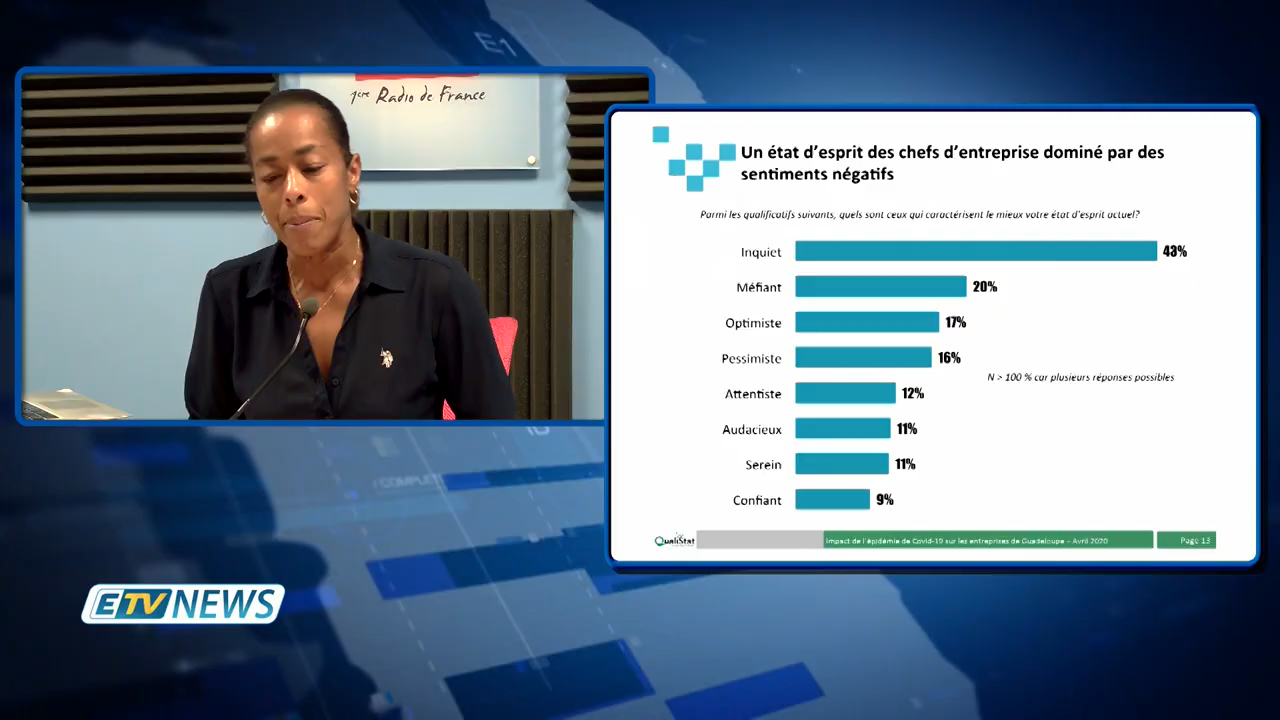 E1
1ere Radio de France
Un état d'esprit des chefs d'entreprise dominé par des
sentiments négatifs
Parmi les qualificatifs suivants, quels sont ceux qui caractérisent le mieux votre état d'esprit actuel?
Inquiet 43%
Méfiant 20%
Optimiste 17%
Pessimiste 16%
N > 100 % car plusieurs réponses possibles
Attentiste 12%
Audacieux 11%
Serein 11%
Confiant 9%
QualiStat
Impact de l'épidémie de Covid-19 sur les entreprises de Guadeloupe – Avril 2020
Page 13
COMPLET
ETV NEWS